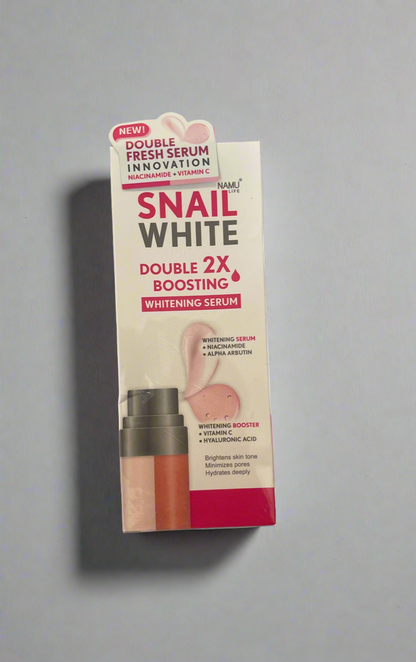 NEW!
DOUBLE
FRESH SERUM
INNOVATION
NIACINAMIDE • VITAMIN C
NAMU®
LIFE
SNAIL
WHITE
DOUBLE 2X
BOOSTING
WHITENING SERUM
WHITENING SERUM
• NIACINAMIDE
• ALPHA ARBUTIN
WHITENING BOOSTER
• VITAMIN C
• HYALURONIC ACID
Brightens skin tone
Minimizes pores
Hydrates deeply